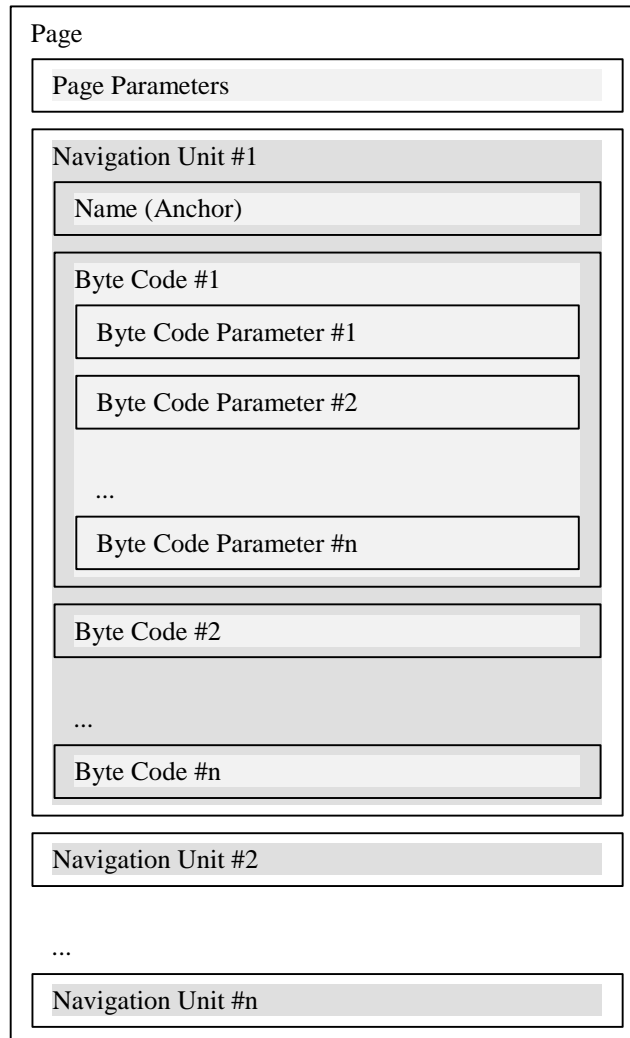 Page
Page Parameters
Navigation Unit #1
Name (Anchor)
Byte Code #1
Byte Code Parameter #1
Byte Code Parameter #2
...
Byte Code Parameter #n
Byte Code #2
...
Byte Code #n
Navigation Unit #2
...
Navigation Unit #n